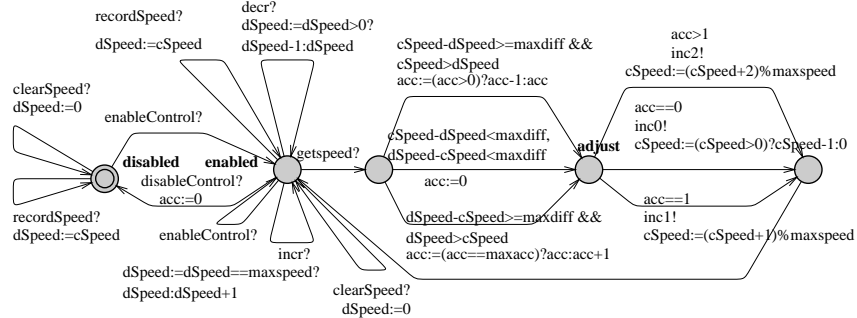 recordSpeed?
dSpeed:=cSpeed
decr?
dSpeed:=dSpeed>0?
dSpeed-1:dSpeed
cSpeed-dSpeed>=maxdiff &&
cSpeed>dSpeed
acc:=(acc>0)?acc-1:acc
acc>1
inc2!
cSpeed:=(cSpeed+2)%maxspeed
clearSpeed?
dSpeed:=0
enableControl?
acc==0
inc0!
cSpeed:=(cSpeed>0)?cSpeed-1:0
disabled
enabled
getspeed?
cSpeed-dSpeed<maxdiff,
dSpeed-cSpeed<maxdiff
adjust
disableControl?
acc:=0
acc:=0
acc==1
inc1!
cSpeed:=(cSpeed+1)%maxspeed
recordSpeed?
dSpeed:=cSpeed
enableControl?
dSpeed-cSpeed>=maxdiff &&
dSpeed>cSpeed
acc:=(acc==maxacc)?acc:acc+1
incr?
dSpeed:=dSpeed==maxspeed?
dSpeed:dSpeed+1
clearSpeed?
dSpeed:=0